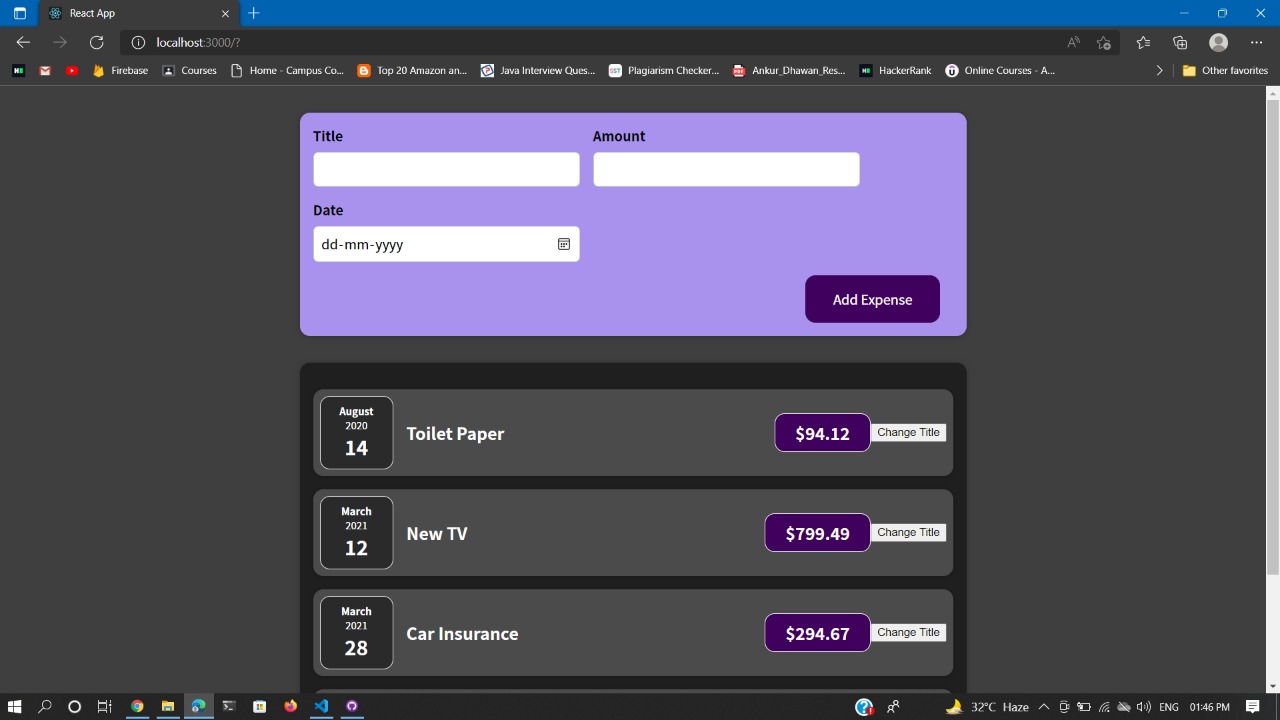 React App
localhost:3000/?
Firebase
Courses
Home - Campus Co...
Top 20 Amazon an...
Java Interview Ques...
Plagiarism Checker...
Ankur_Dhawan_Res...
HackerRank
Online Courses - A...
Other favorites
Title
Amount
Date
dd-mm-yyyy
Add Expense
August
2020
14
Toilet Paper
$94.12
Change Title
March
2021
12
New TV
$799.49
Change Title
March
2021
28
Car Insurance
$294.67
Change Title
32°C Haze
ENG
01:46 PM